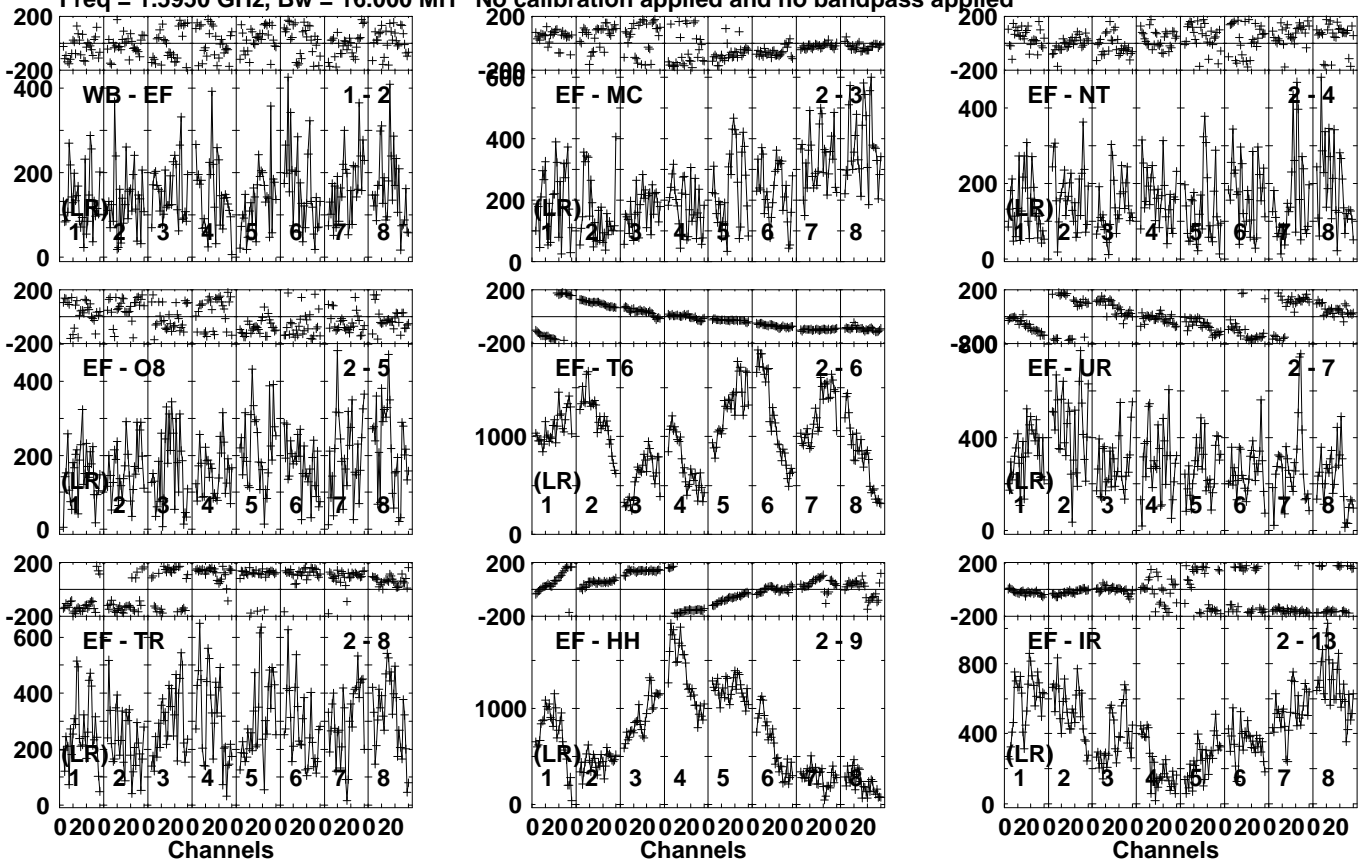 Freq = 1.5950 GHz, Bw = 16.000 MH No calibration applied and no bandpass applied
200
-200
400
200
0
WB - EF 1 - 2
(LR)
1 2 3 4 5 6 7 8
200
-200
600
400
200
0
EF - MC 2 - 3
(LR)
1 2 3 4 5 6 7 8
200
-200
400
200
0
EF - NT 2 - 4
(LR)
1 2 3 4 5 6 7 8
200
-200
400
200
0
EF - O8 2 - 5
(LR)
1 2 3 4 5 6 7 8
200
-200
1000
0
EF - T6 2 - 6
(LR)
1 2 3 4 5 6 7 8
200
-200
800
400
0
EF - UR 2 - 7
(LR)
1 2 3 4 5 6 7 8
200
-200
600
400
200
0
EF - TR 2 - 8
(LR)
1 2 3 4 5 6 7 8
0 20 0 20 0 20 0 20 0 20 0 20 0 20 0 20
Channels
200
-200
1000
0
EF - HH 2 - 9
(LR)
1 2 3 4 5 6 7 8
0 20 0 20 0 20 0 20 0 20 0 20 0 20 0 20
Channels
200
-200
800
400
0
EF - IR 2 - 13
(LR)
1 2 3 4 5 6 7 8
0 20 0 20 0 20 0 20 0 20 0 20 0 20 0 20
Channels